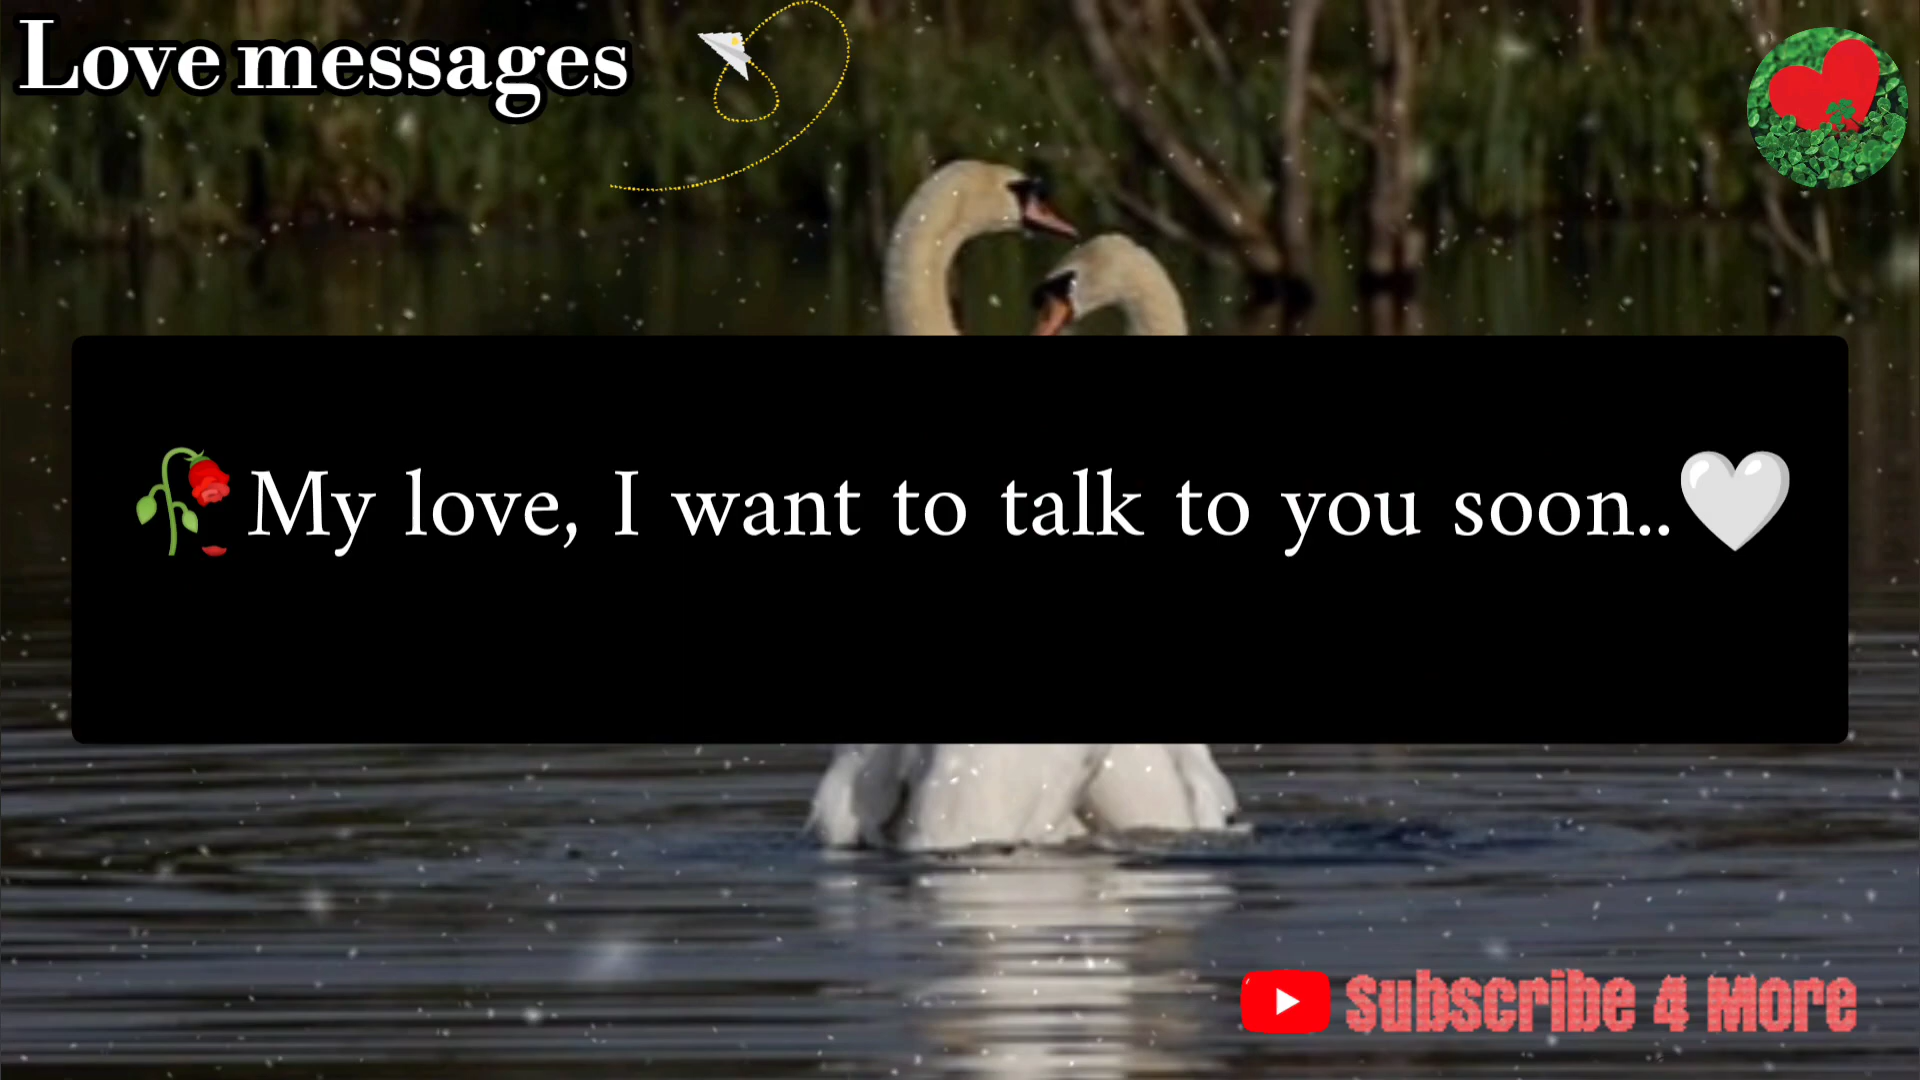 Love messages
🥀My love, I want to talk to you soon..🤍
Subscribe 4 More